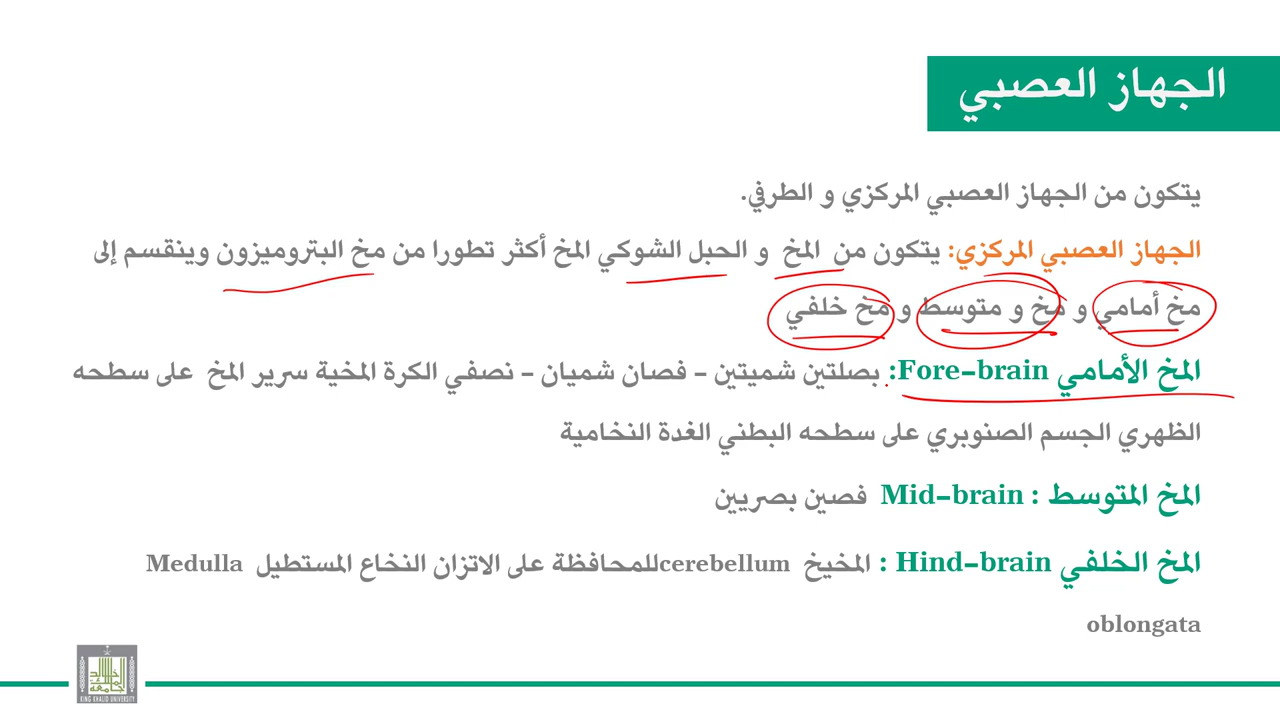 الجهاز العصبي
يتكون من الجهاز العصبي المركزي و الطرفي.
الجهاز العصبي المركزي: يتكون من المخ و الحبل الشوكي المخ أكثر تطورا من مخ البتروميزون وينقسم إلى
مخ أمامي و مخ و متوسط و مخ خلفي
المخ الأمامي Fore-brain: بصلتين شميتين - فصان شميان - نصفي الكرة المخية سرير المخ على سطحه
الظهري الجسم الصنوبري على سطحه البطني الغدة النخامية
المخ المتوسط : Mid-brain فصين بصريين
المخ الخلفي Hind-brain : المخيخ cerebellumللمحافظة على الاتزان النخاع المستطيل Medulla
oblongata
KING KHALID UNIVERSITY